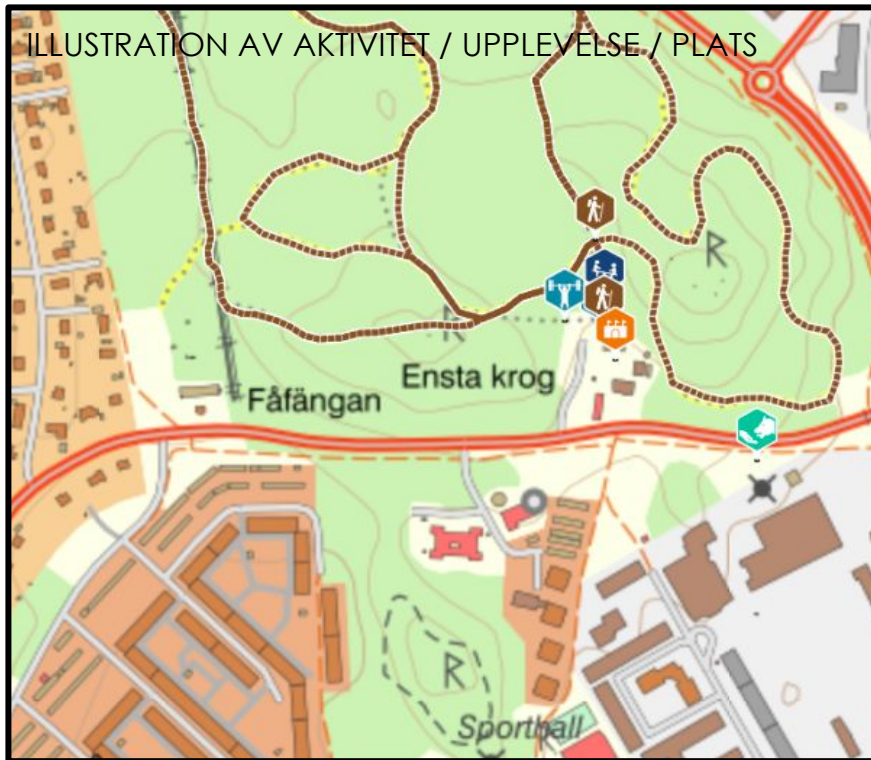 ILLUSTRATION AV AKTIVITET / UPPLEVELSE / PLATS
R
R
Ensta krog
Fåfängan
R
Sporthall